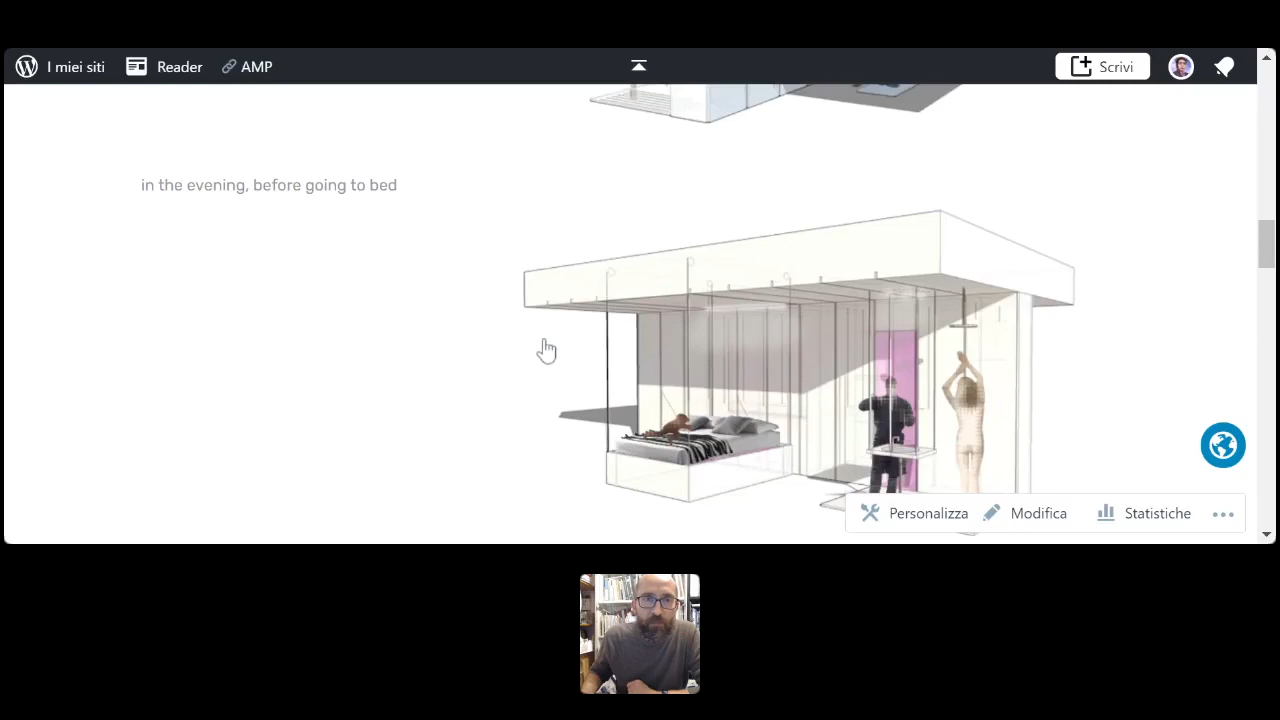 I miei siti
Reader
AMP
Scrivi
in the evening, before going to bed
Personalizza
Modifica
Statistiche